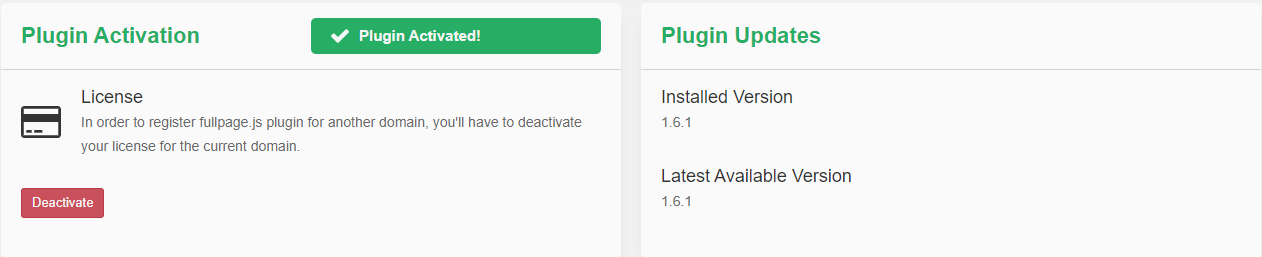 Plugin Activation
Plugin Activated!
License
In order to register fullpage.js plugin for another domain, you'll have to deactivate
your license for the current domain.
Deactivate
Plugin Updates
Installed Version
1.6.1
Latest Available Version
1.6.1